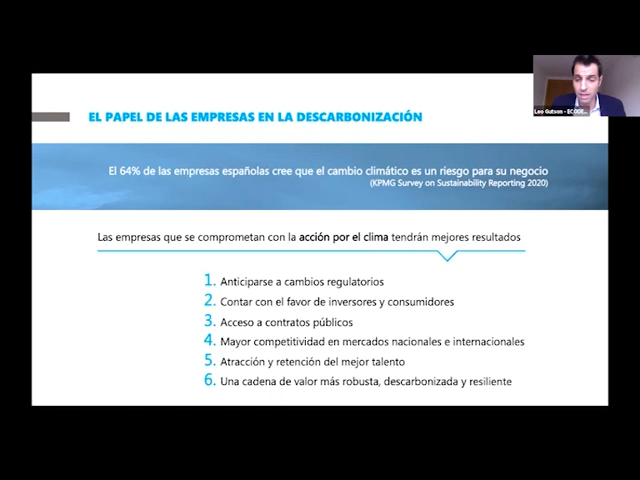 EL PAPEL DE LAS EMPRESAS EN LA DESCARBONIZACIÓN
El 64% de las empresas españolas cree que el cambio climático es un riesgo para su negocio
(KPMG Survey on Sustainability Reporting 2020)
Las empresas que se comprometan con la acción por el clima tendrán mejores resultados
1. Anticiparse a cambios regulatorios
2. Contar con el favor de inversores y consumidores
3. Acceso a contratos públicos
4. Mayor competitividad en mercados nacionales e internacionales
5. Atracción y retención del mejor talento
6. Una cadena de valor más robusta, descarbonizada y resiliente
Leo Gutson - ECODE...